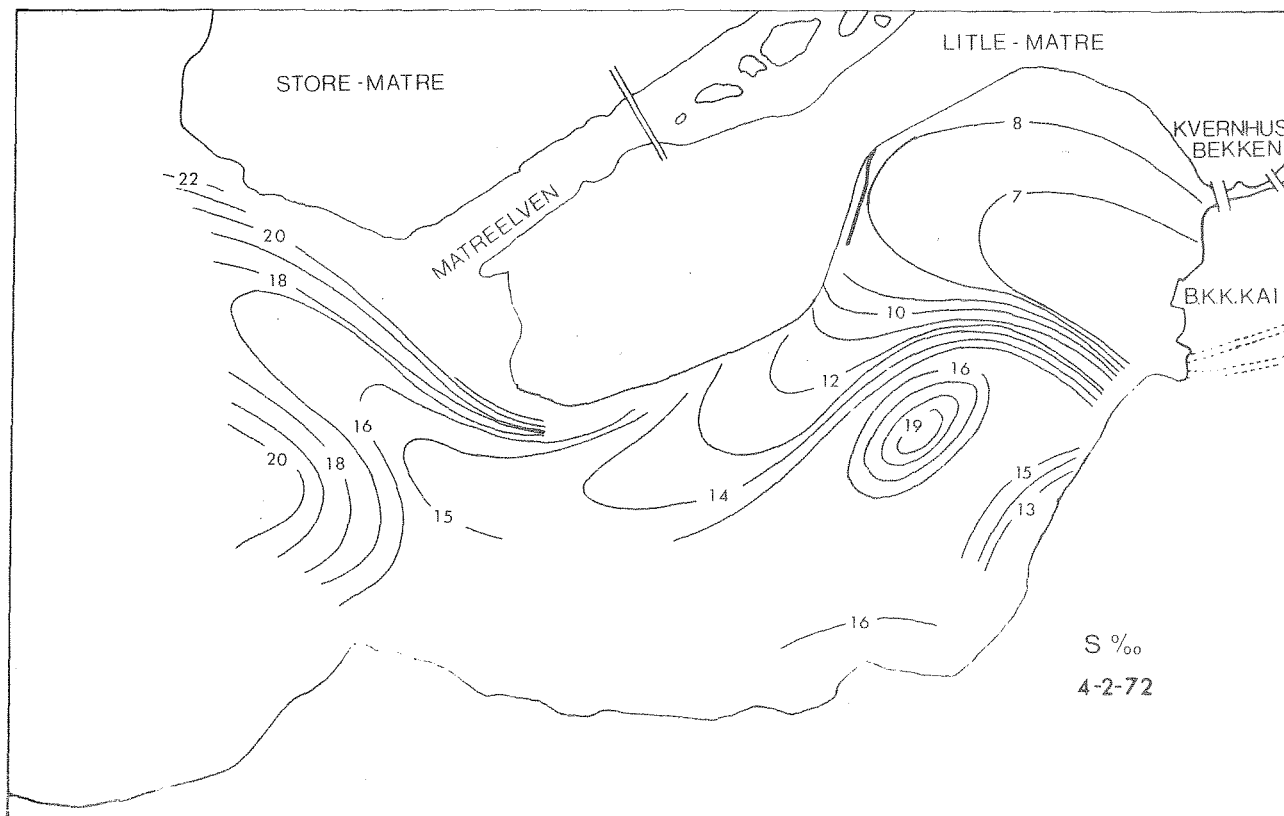 STORE-MATRE
LITLE-MATRE
KVERNHUS
BEKKEN
MATREELVEN
B.K.K.KAI
8
7
22
20
18
10
12
16
19
16
18
20
15
14
15
13
16
S ‰
4-2-72